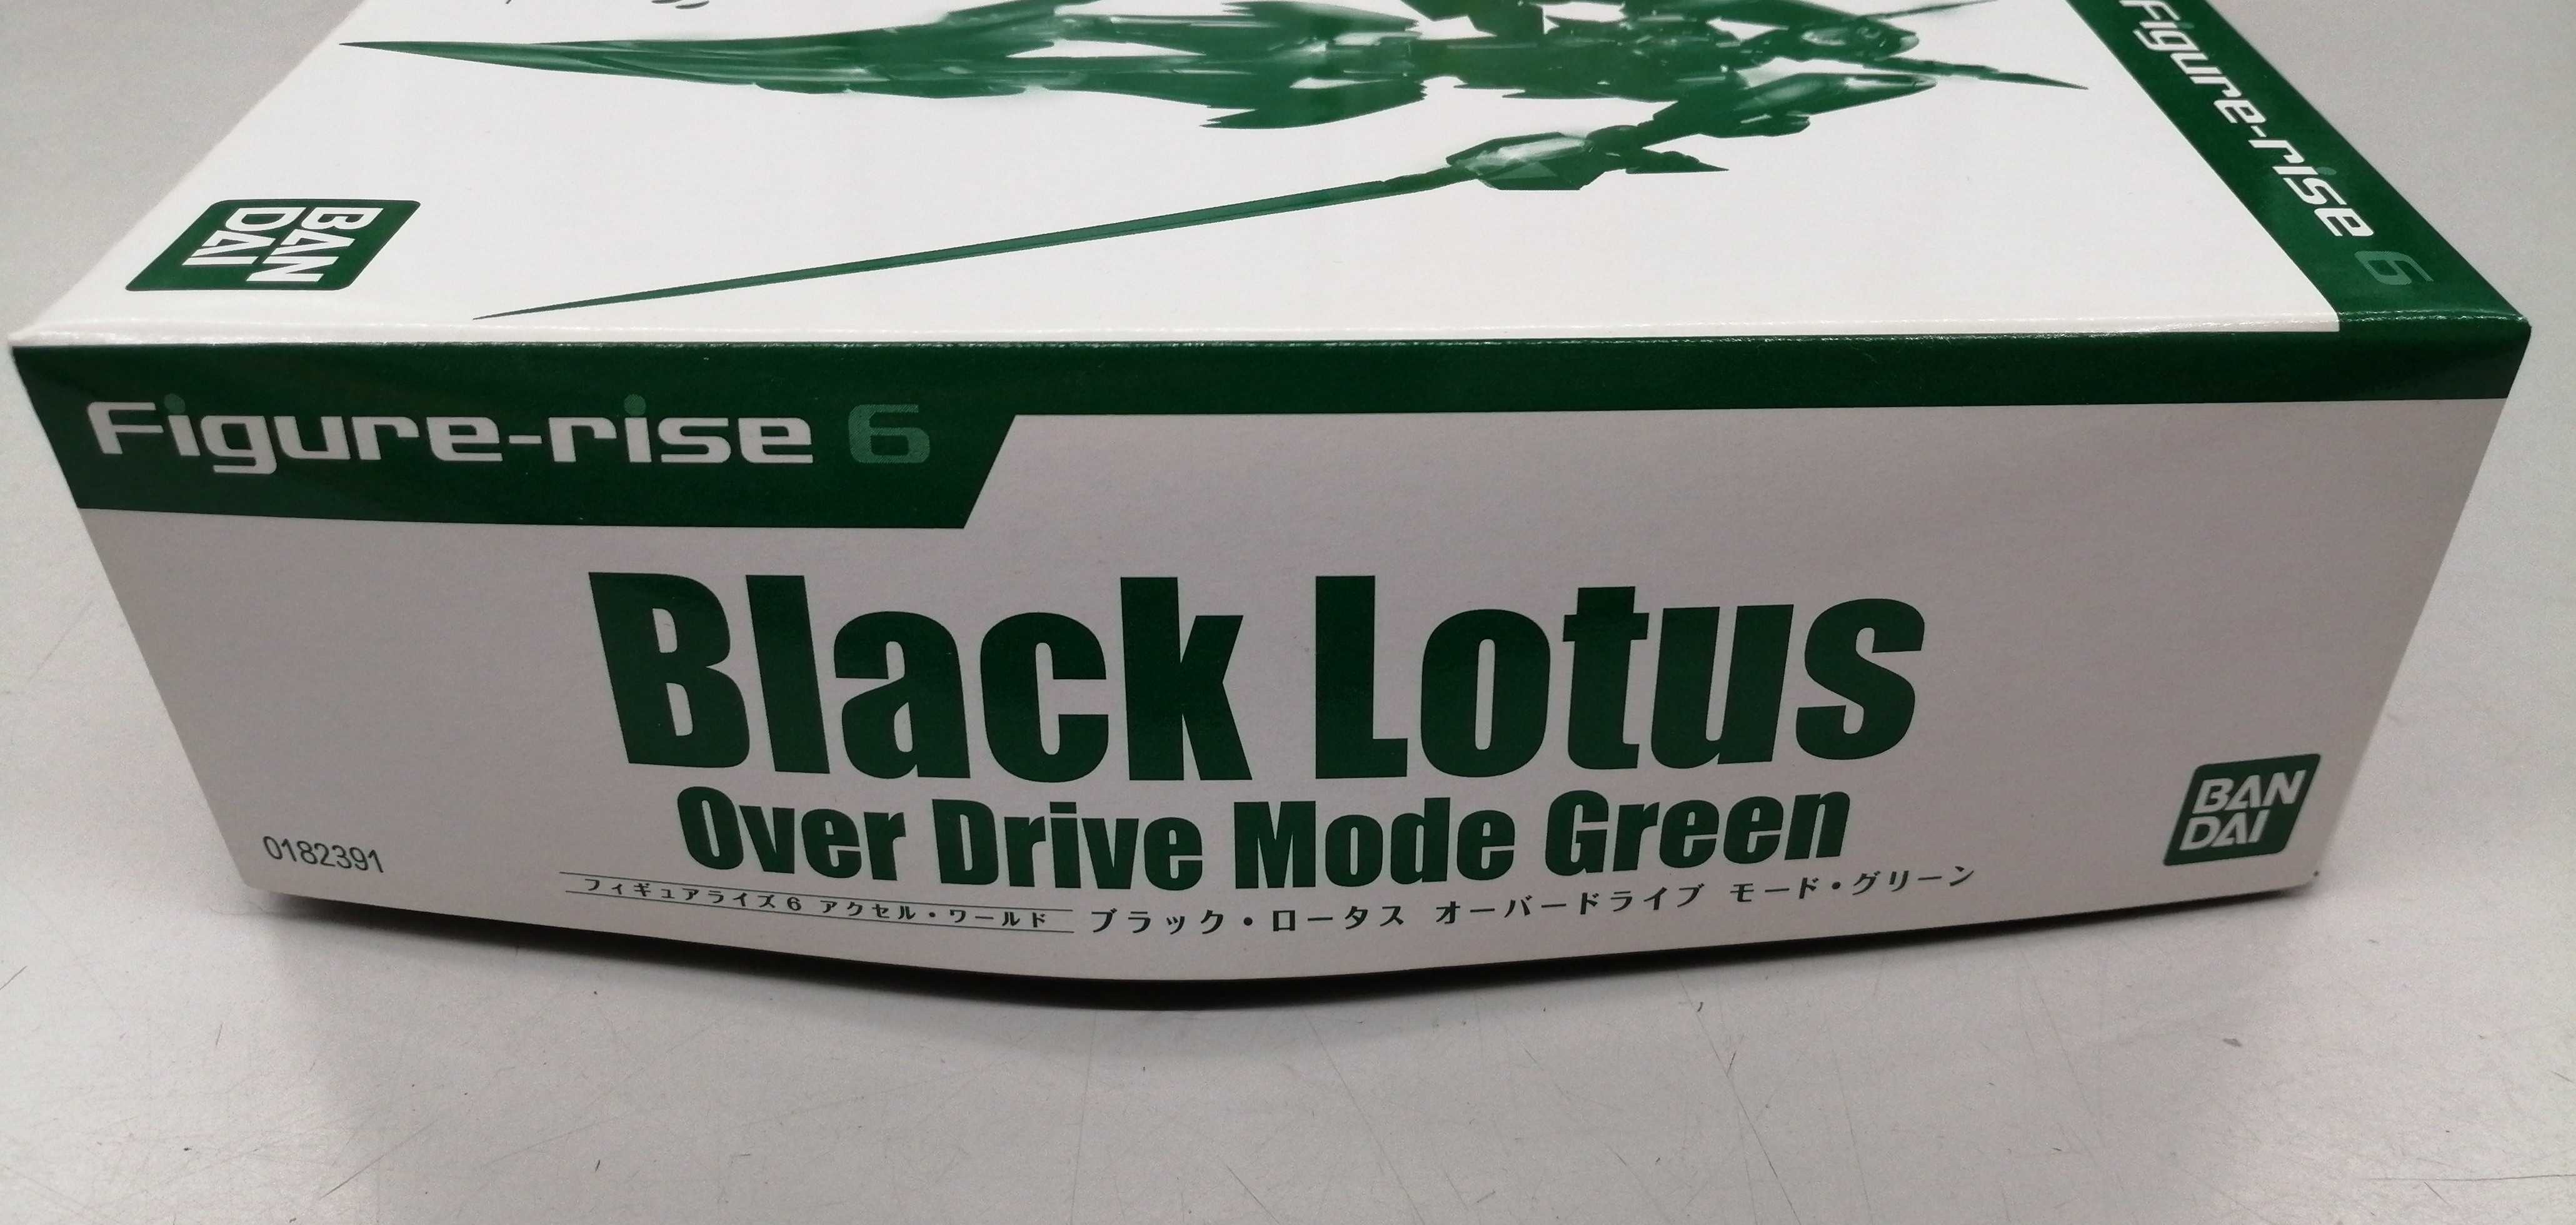 BAN
DAI
Figure-rise 6
Figure-rise 6
Black Lotus
Over Drive Mode Green
0182391
フィギュアライズ6 アクセル・ワールド ブラック・ロータス オーバードライブ モード・グリーン
BAN
DAI